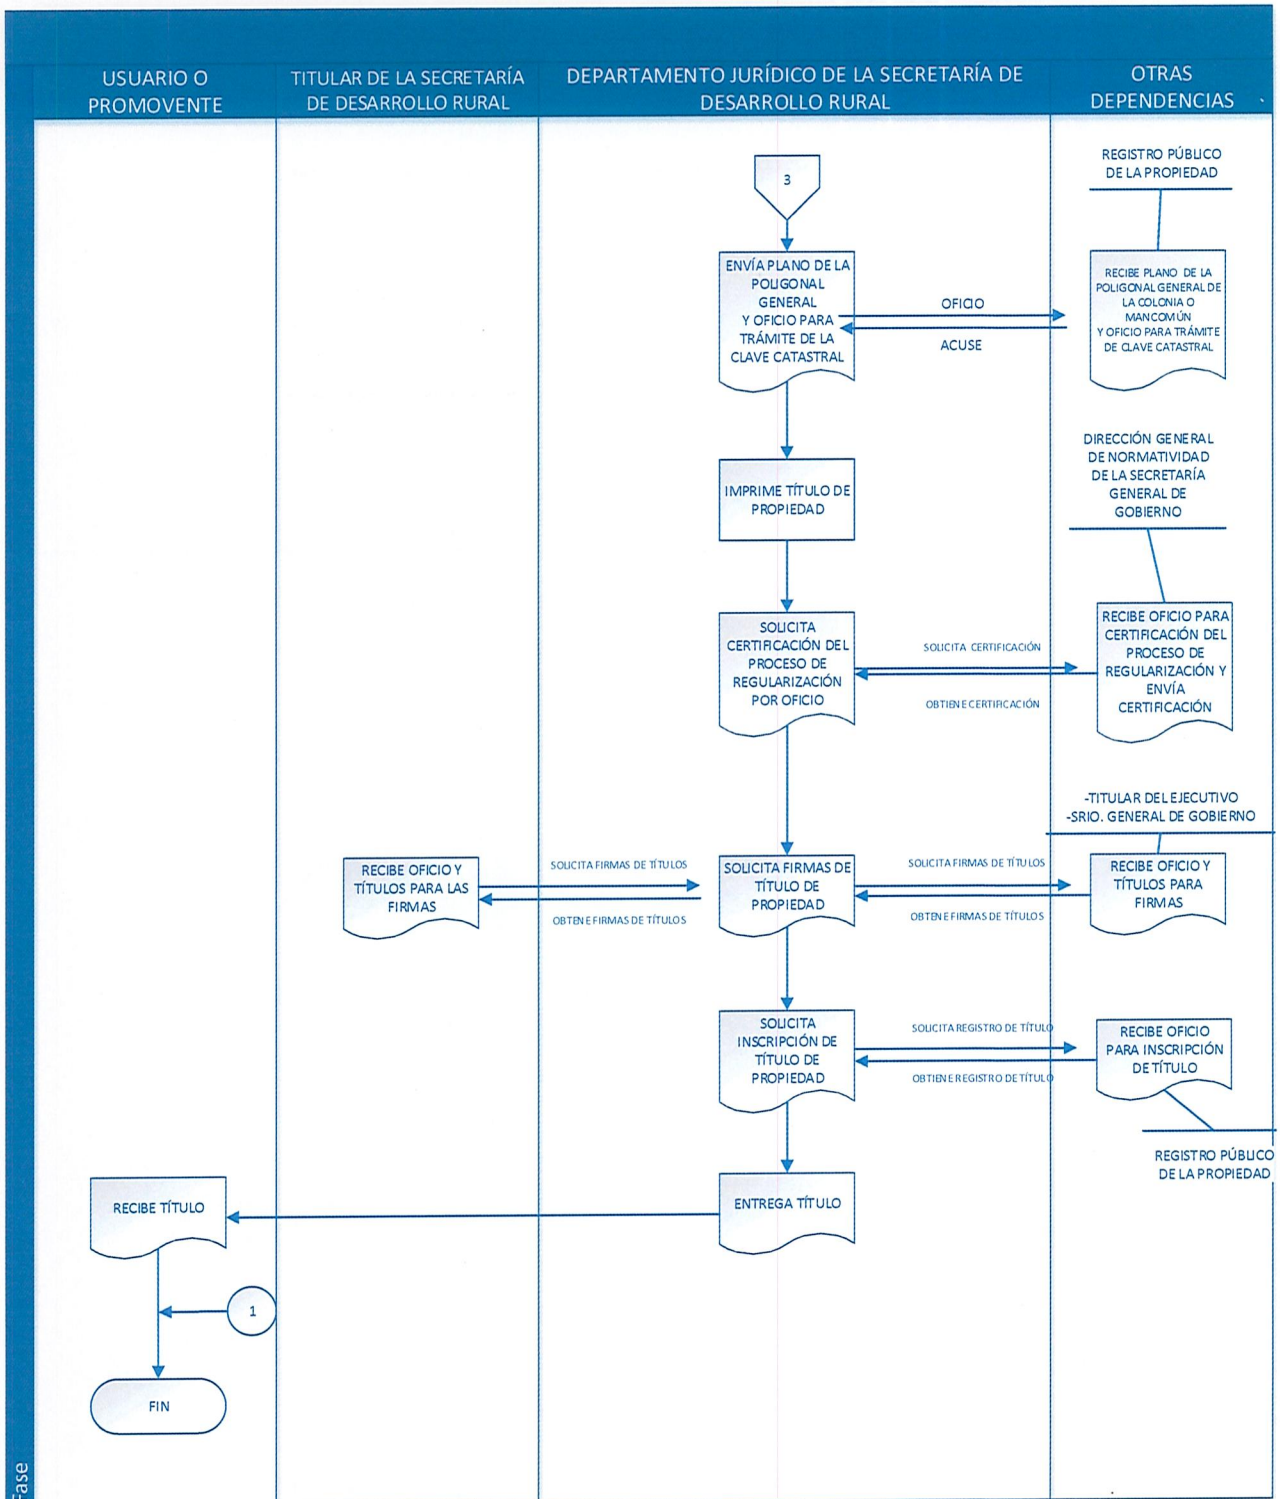 USUARIO O
PROMOVENTE
TITULAR DE LA SECRETARÍA
DE DESARROLLO RURAL
DEPARTAMENTO JURÍDICO DE LA SECRETARÍA DE
DESARROLLO RURAL
OTRAS
DEPENDENCIAS
3
REGISTRO PÚBLICO
DE LA PROPIEDAD
ENVÍA PLANO DE LA
POLIGONAL
GENERAL
Y OFICIO PARA
TRÁMITE DE LA
CLAVE CATASTRAL
OFICIO
ACUSE
RECIBE PLANO DE LA
POLIGONAL GENERAL DE
LA COLONIA O
MANCOMÚN
Y OFICIO PARA TRÁMITE
DE CLAVE CATASTRAL
DIRECCIÓN GENERAL
DE NORMATIVIDAD
DE LA SECRETARÍA
GENERAL DE
GOBIERNO
IMPRIME TÍTULO DE
PROPIEDAD
SOLICITA
CERTIFICACIÓN DEL
PROCESO DE
REGULARIZACIÓN
POR OFICIO
SOLICITA CERTIFICACIÓN
OBTIENE CERTIFICACIÓN
RECIBE OFICIO PARA
CERTIFICACIÓN DEL
PROCESO DE
REGULARIZACIÓN Y
ENVÍA
CERTIFICACIÓN
-TITULAR DEL EJECUTIVO
-SRIO. GENERAL DE GOBIERNO
RECIBE OFICIO Y
TÍTULOS PARA LAS
FIRMAS
SOLICITA FIRMAS DE TÍTULOS
OBTENE FIRMAS DE TÍTULOS
SOLICITA FIRMAS DE
TÍTULO DE
PROPIEDAD
SOLICITA FIRMAS DE TÍTULOS
OBTENE FIRMAS DE TÍTULOS
RECIBE OFICIO Y
TÍTULOS PARA
FIRMAS
SOLICITA
INSCRIPCIÓN DE
TÍTULO DE
PROPIEDAD
SOLICITA REGISTRO DE TÍTULO
OBTIENE REGISTRO DE TÍTULO
RECIBE OFICIO
PARA INSCRIPCIÓN
DE TÍTULO
REGISTRO PÚBLICO
DE LA PROPIEDAD
RECIBE TÍTULO
ENTREGA TÍTULO
1
FIN
Fase